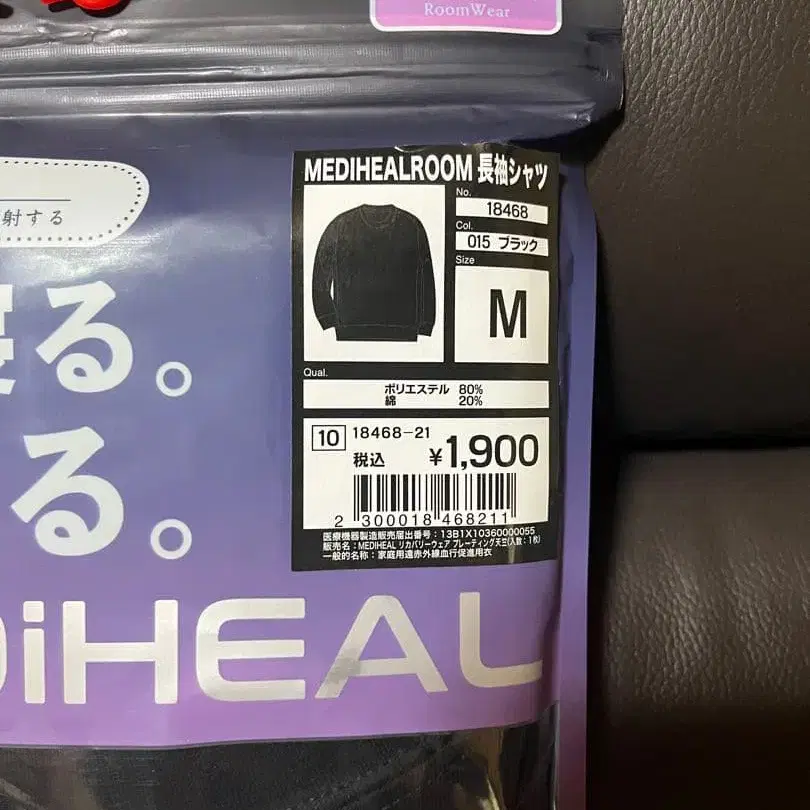 RoomWear
射する
る。
る。
MEDIHEALROOM 長袖シャツ
No.
18468
Col.
015 ブラック
Size
M
Qual.
ポリエステル 80%
綿 20%
10 18468-21
税込 ¥1,900
2 300018 468211
医療機器製造販売届出番号：13B1X10360000055
販売名：MEDIHEAL リカバリーウェア プレーティング天竺(入数：1枚)
一般的名称：家庭用遠赤外線血行促進用衣
DiHEAL